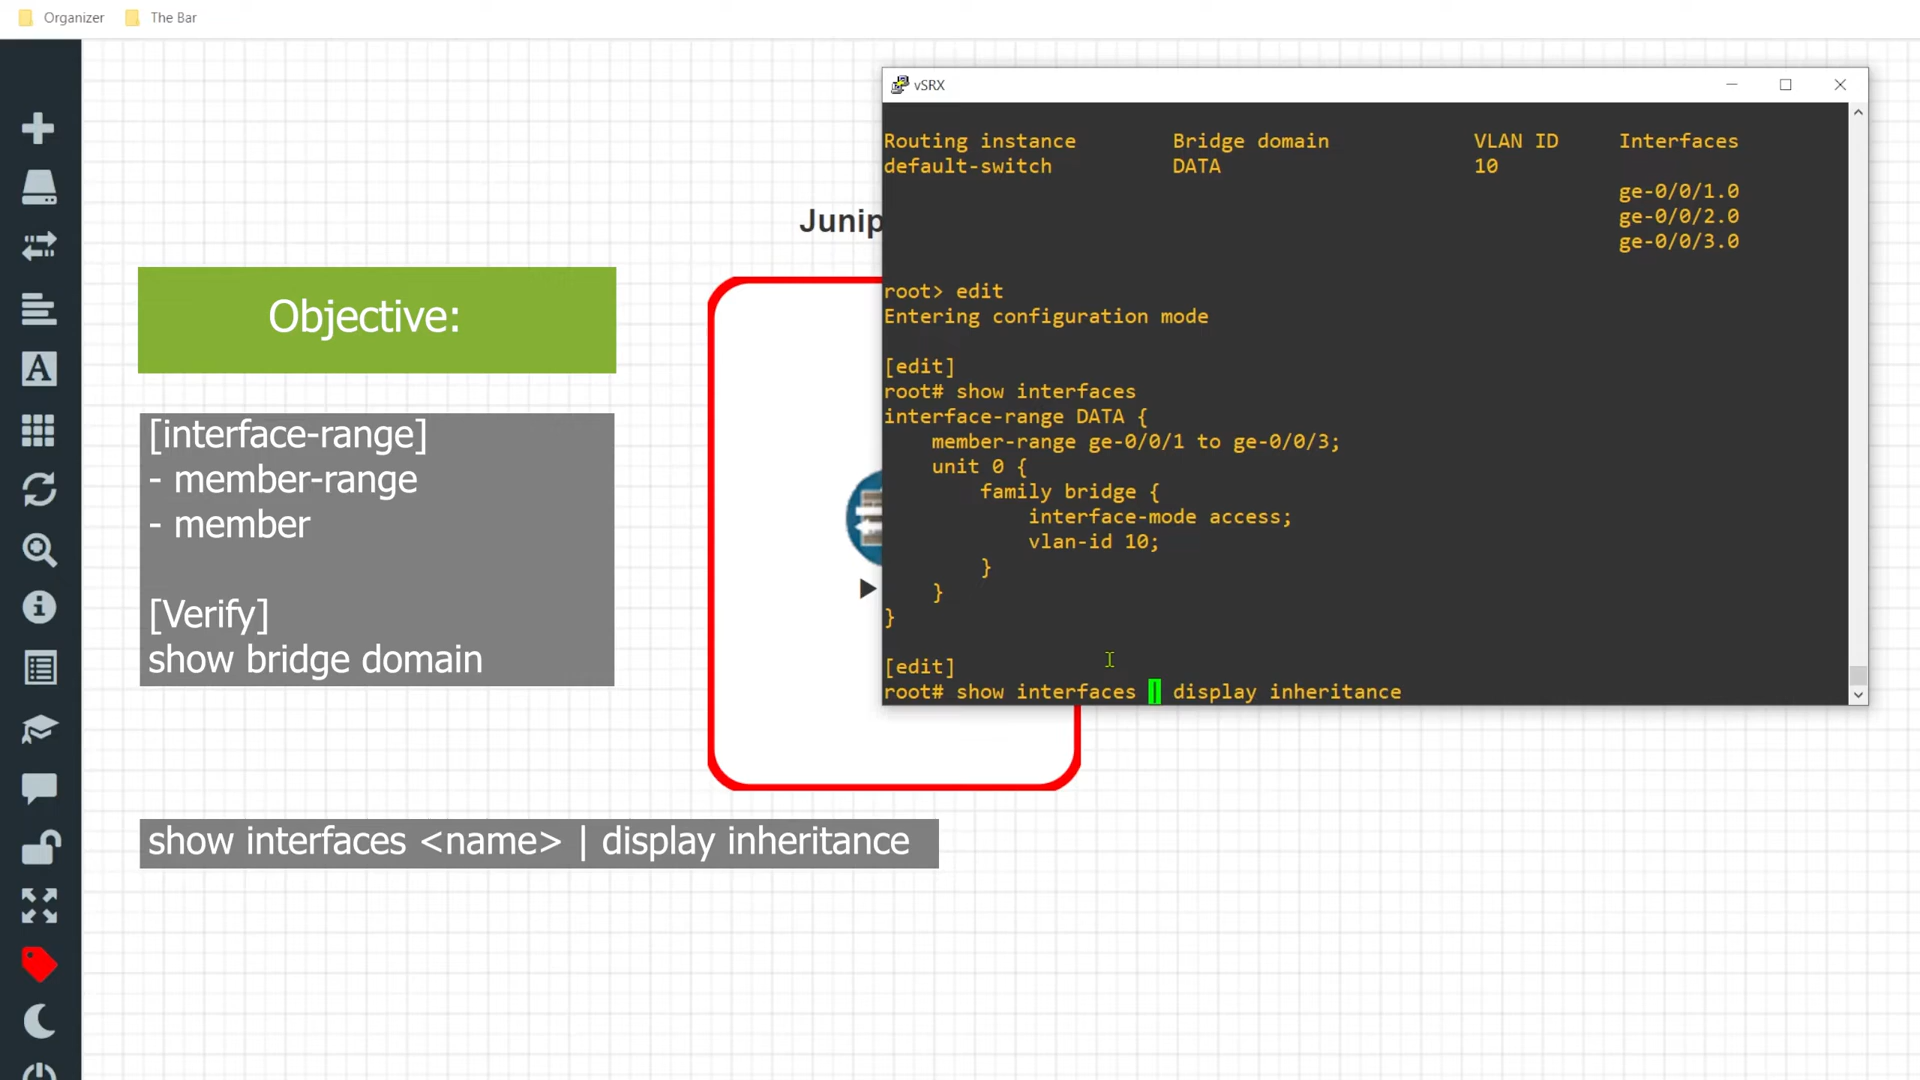 Organizer
The Bar
vSRX
Routing instance Bridge domain VLAN ID Interfaces
default-switch DATA 10
ge-0/0/1.0
ge-0/0/2.0
ge-0/0/3.0
root> edit
Entering configuration mode
[edit]
root# show interfaces
interface-range DATA {
member-range ge-0/0/1 to ge-0/0/3;
unit 0 {
family bridge {
interface-mode access;
vlan-id 10;
}
}
}
[edit]
root# show interfaces | display inheritance
Junip
Objective:
[interface-range]
- member-range
- member
[Verify]
show bridge domain
show interfaces <name> | display inheritance